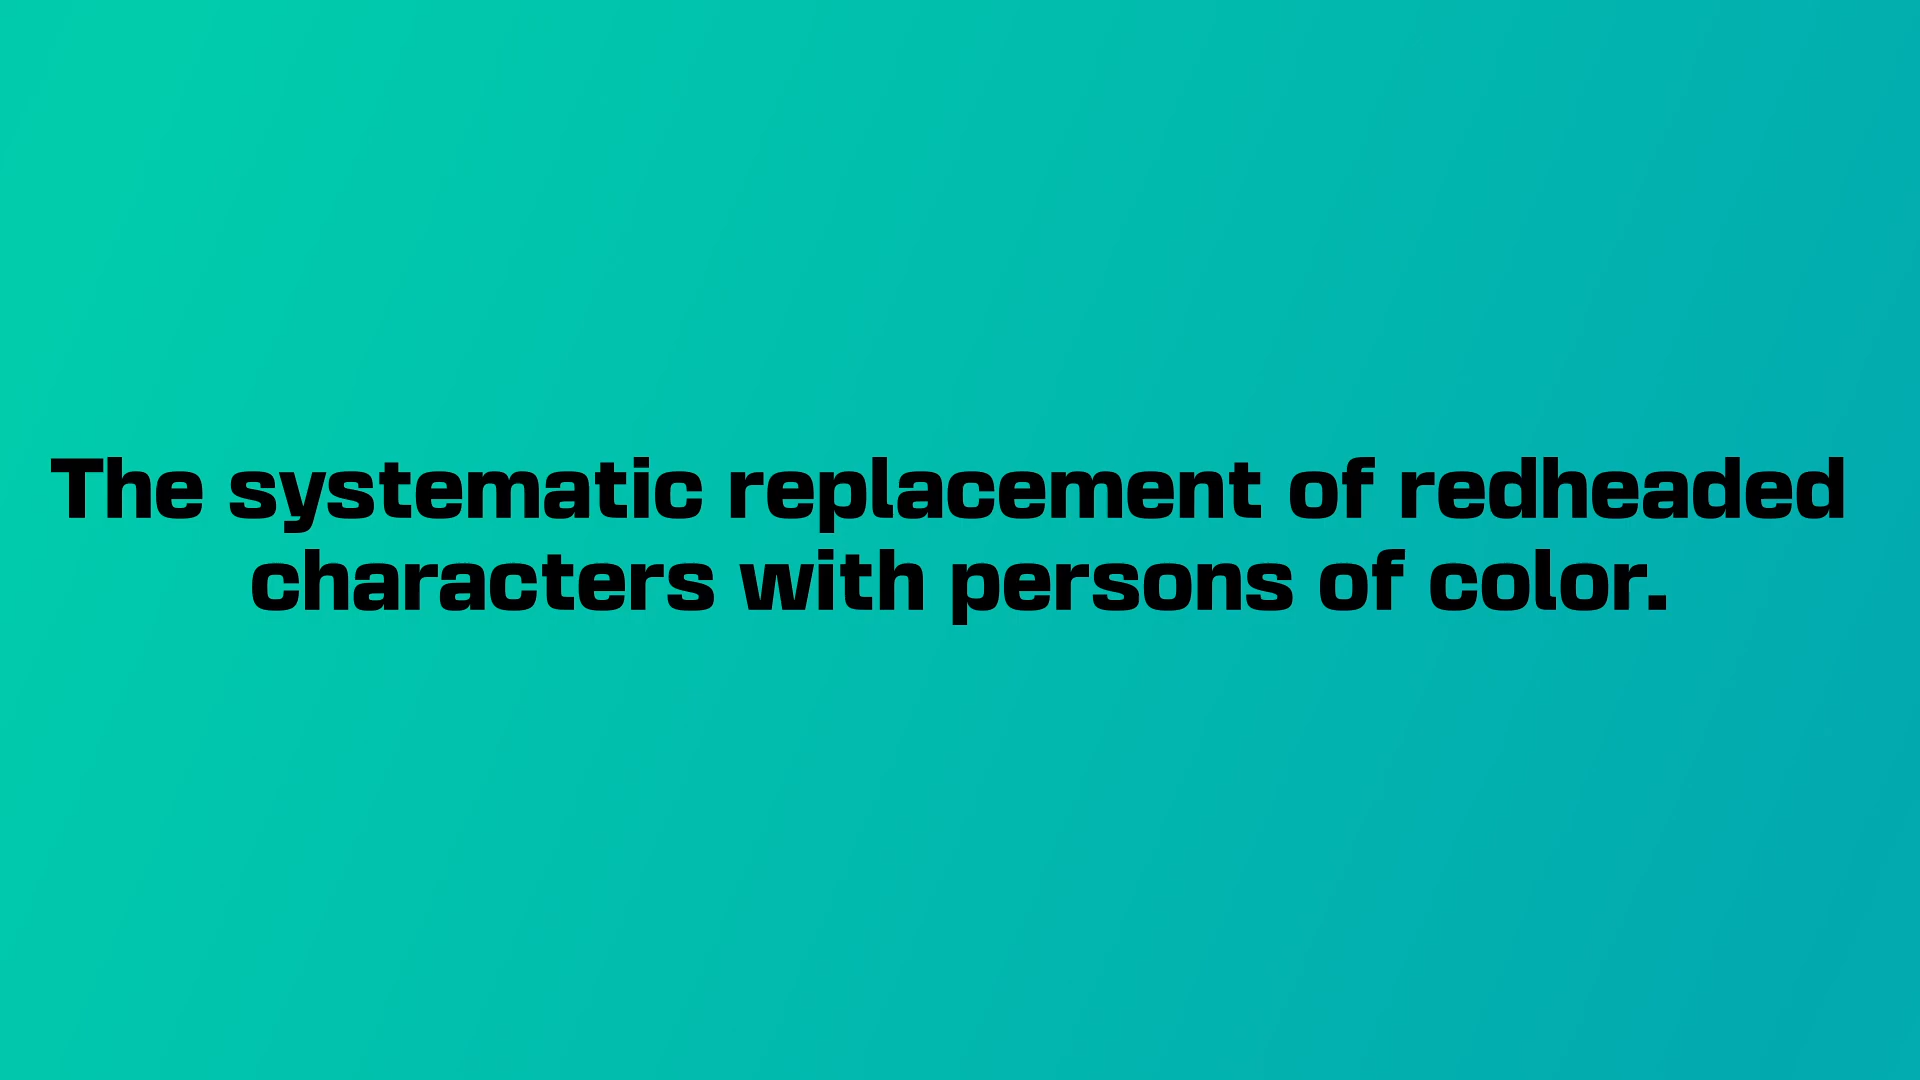 The systematic replacement of redheaded
characters with persons of color.